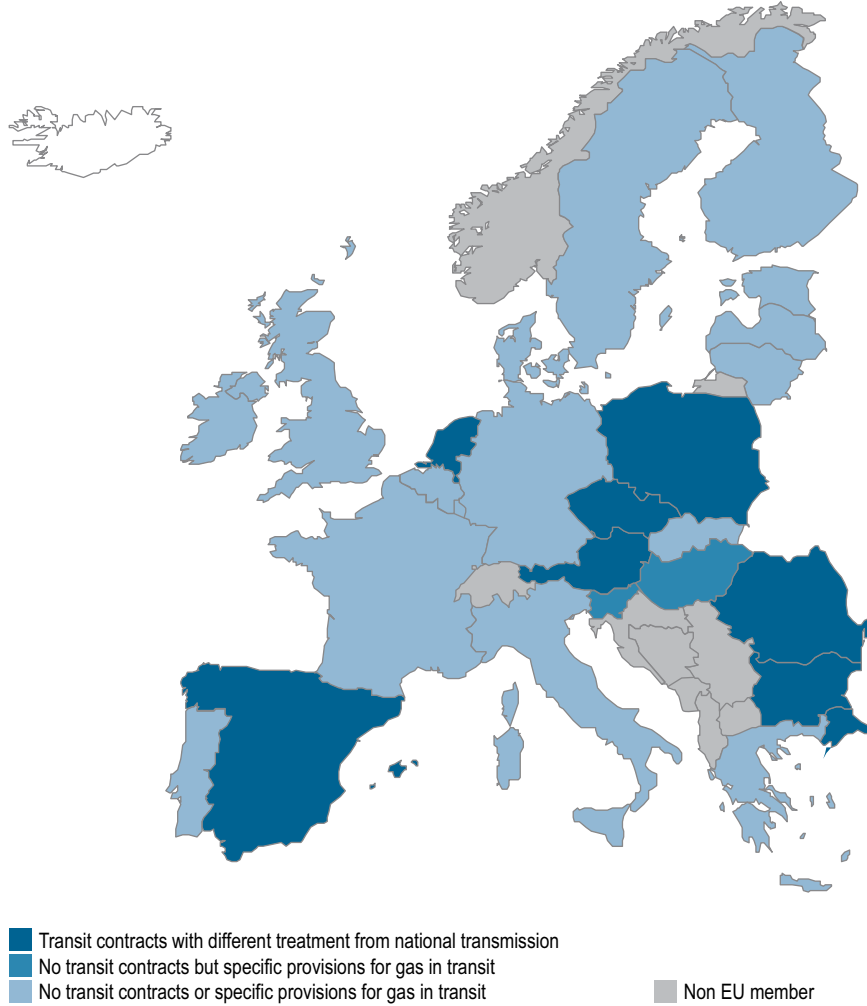 Transit contracts with different treatment from national transmission
No transit contracts but specific provisions for gas in transit
No transit contracts or specific provisions for gas in transit
Non EU member